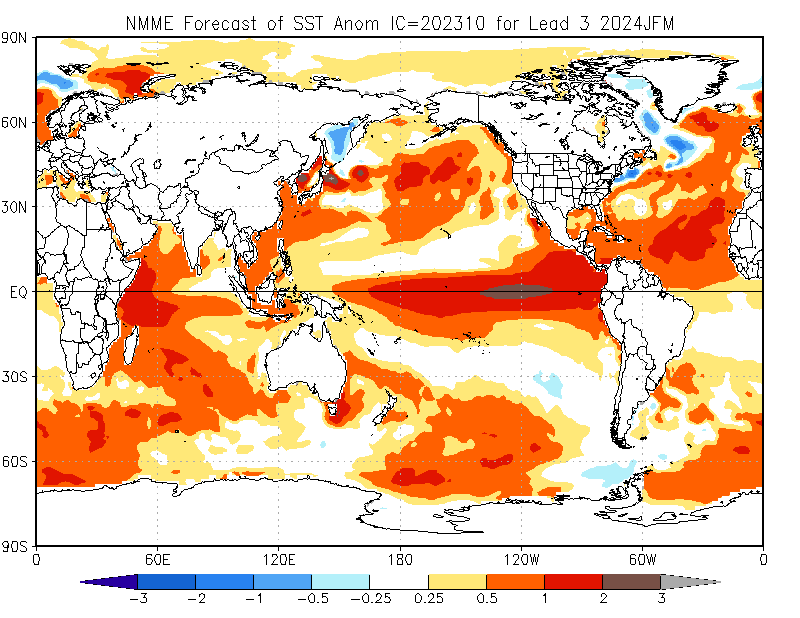 NMME Forecast of SST Anom IC=202310 for Lead 3 2024JFM
90N
60N
30N
EQ
30S
60S
90S
0 60E 120E 180 120W 60W 0
-3 -2 -1 -0.5 -0.25 0.25 0.5 1 2 3